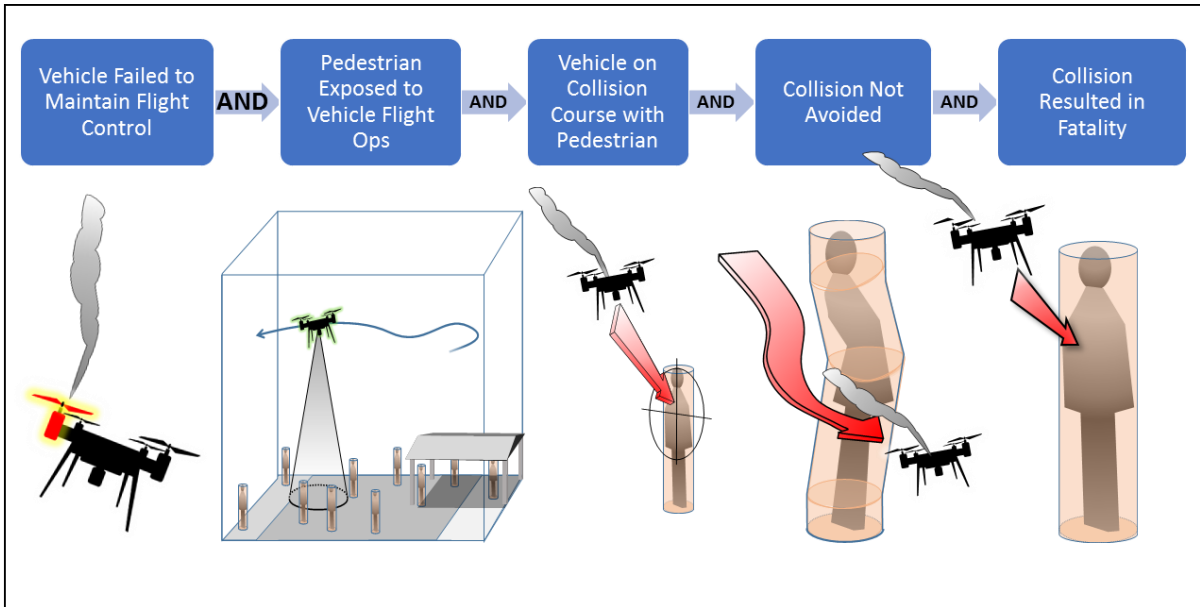 Vehicle Failed to
Maintain Flight
Control
AND
Pedestrian
Exposed to
Vehicle Flight
Ops
AND
Vehicle on
Collision
Course with
Pedestrian
AND
Collision Not
Avoided
AND
Collision
Resulted in
Fatality